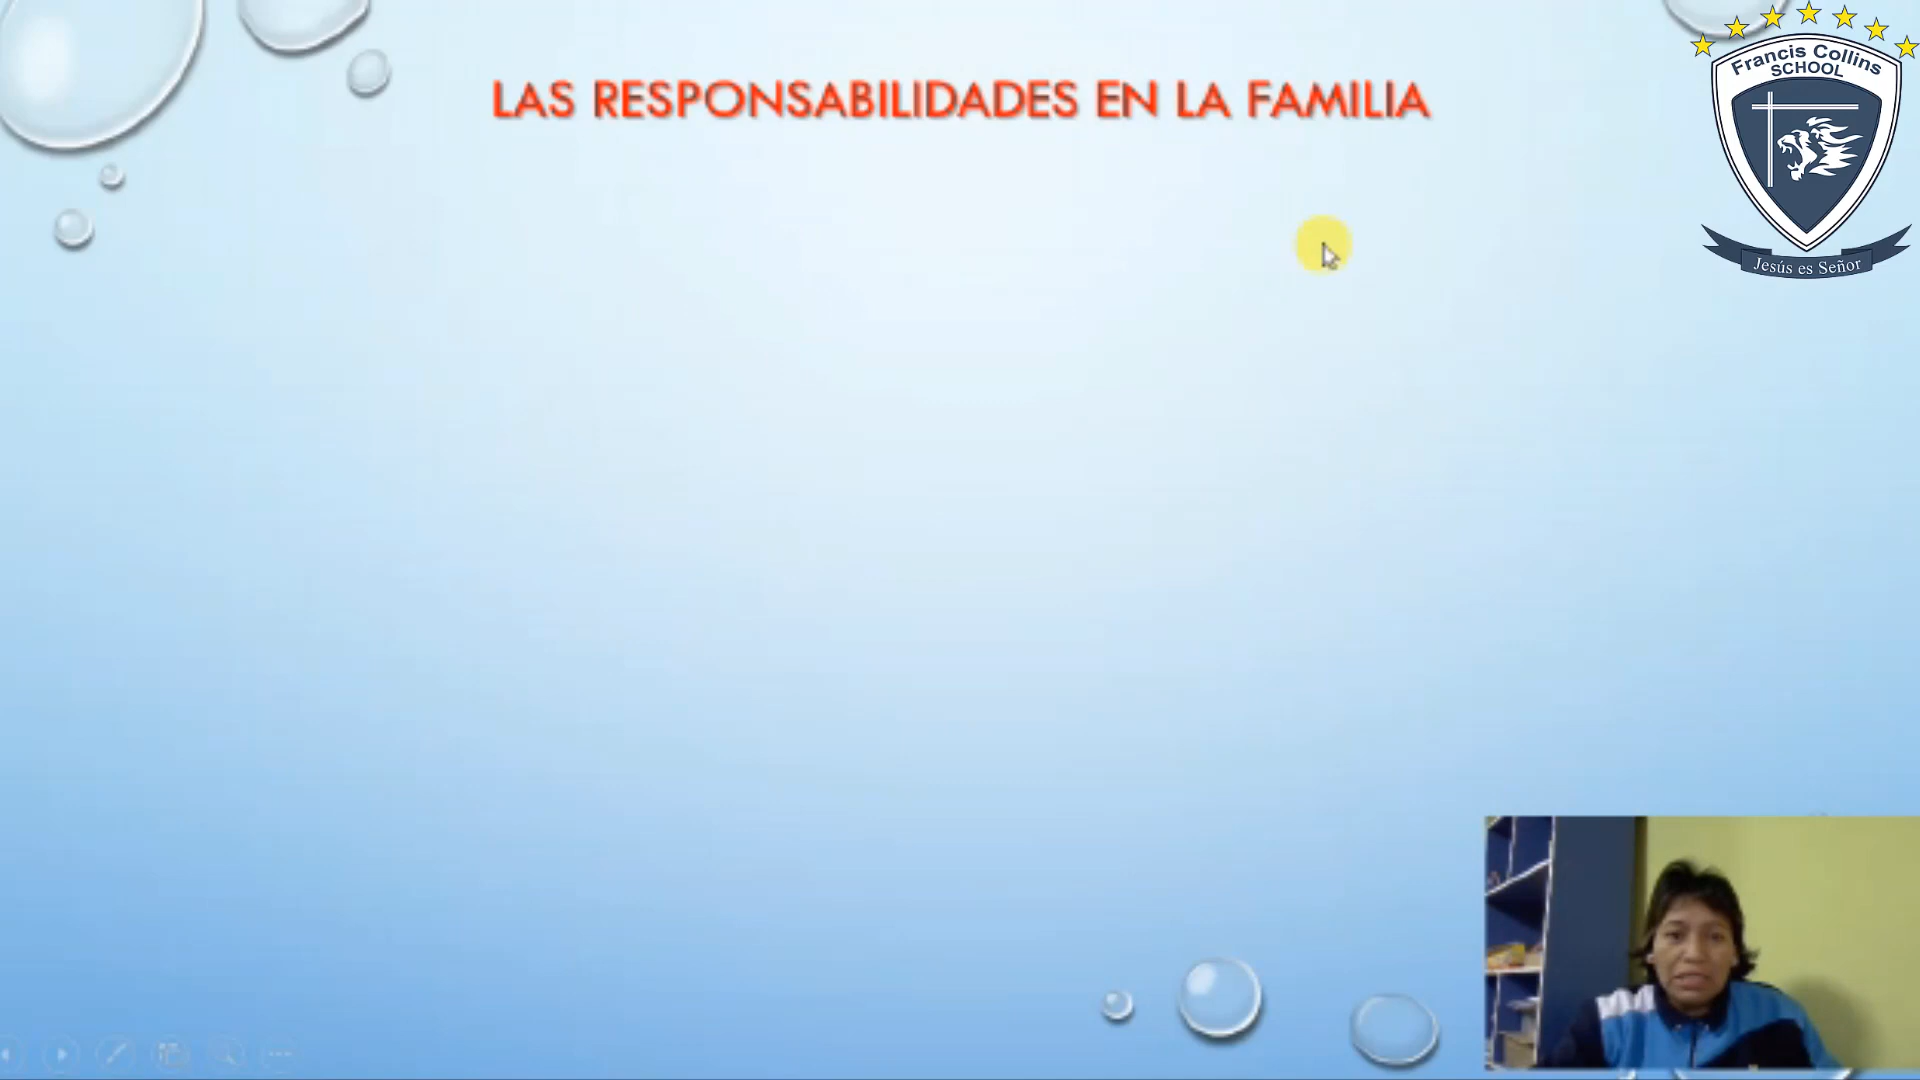 LAS RESPONSABILIDADES EN LA FAMILIA
Francis Collins
SCHOOL
Jesús es Señor